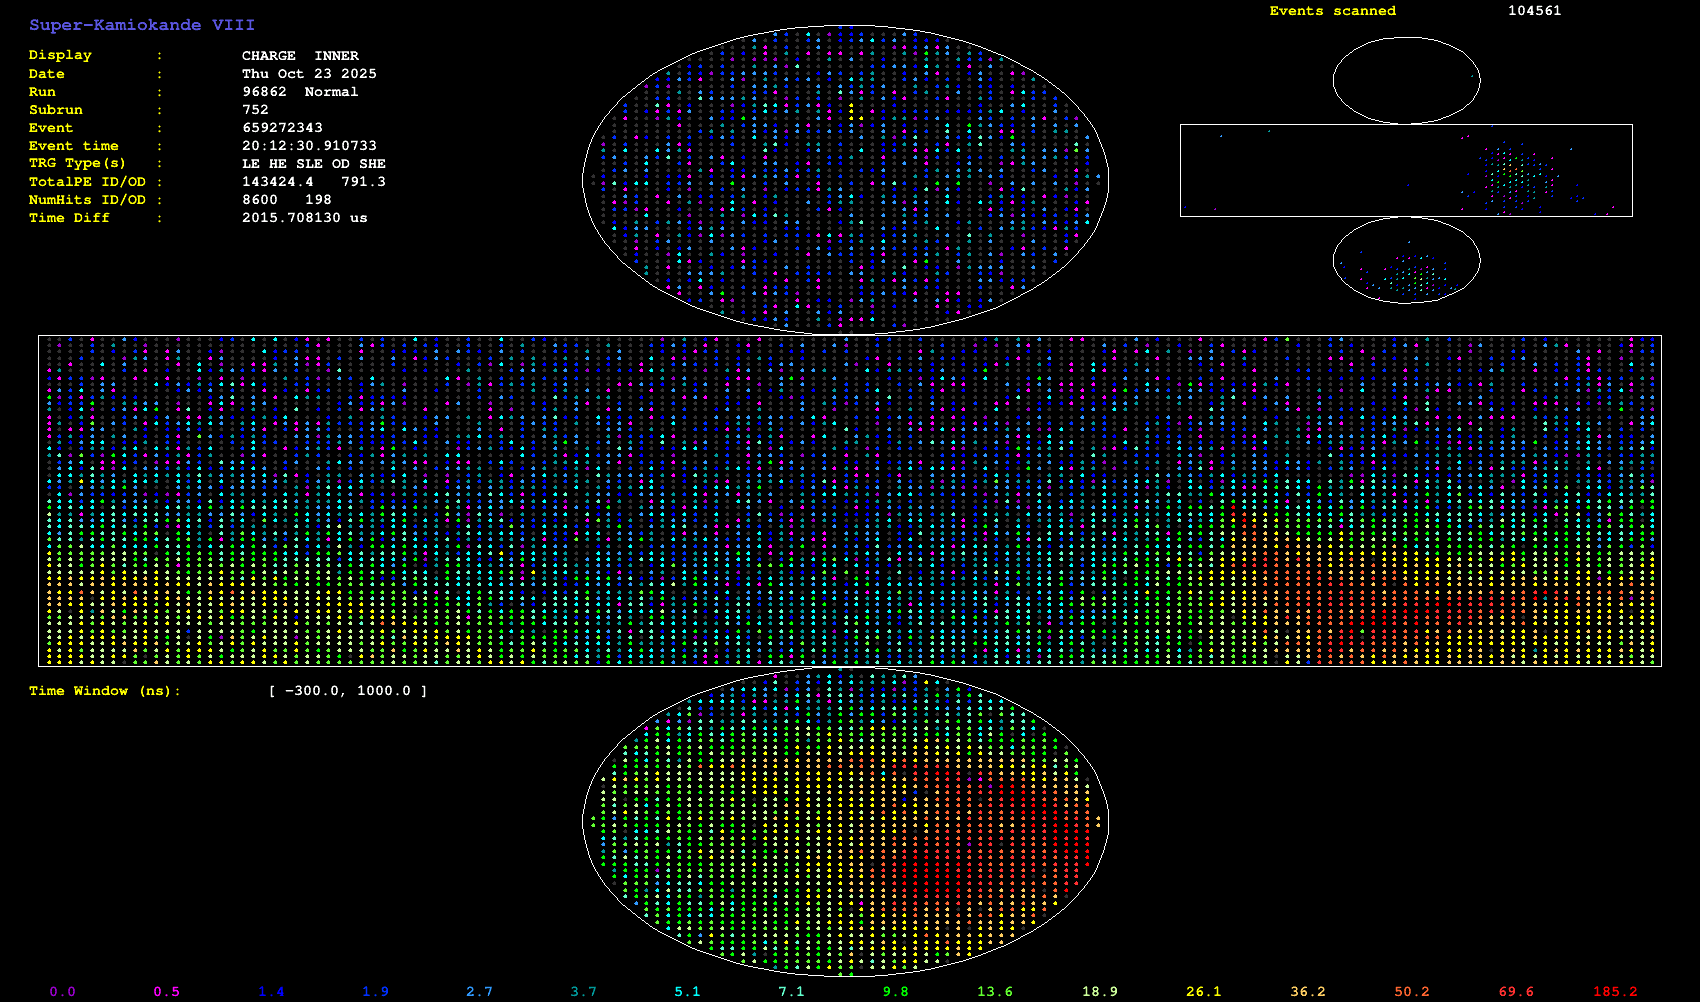 Super-Kamiokande VIII
Events scanned 104561
Display : CHARGE INNER
Date : Thu Oct 23 2025
Run : 96862 Normal
Subrun : 752
Event : 659272343
Event time : 20:12:30.910733
TRG Type(s) : LE HE SLE OD SHE
TotalPE ID/OD : 143424.4 791.3
NumHits ID/OD : 8600 198
Time Diff : 2015.708130 us
Time Window (ns): [ -300.0, 1000.0 ]
0.0 0.5 1.4 1.9 2.7 3.7 5.1 7.1 9.8 13.6 18.9 26.1 36.2 50.2 69.6 185.2